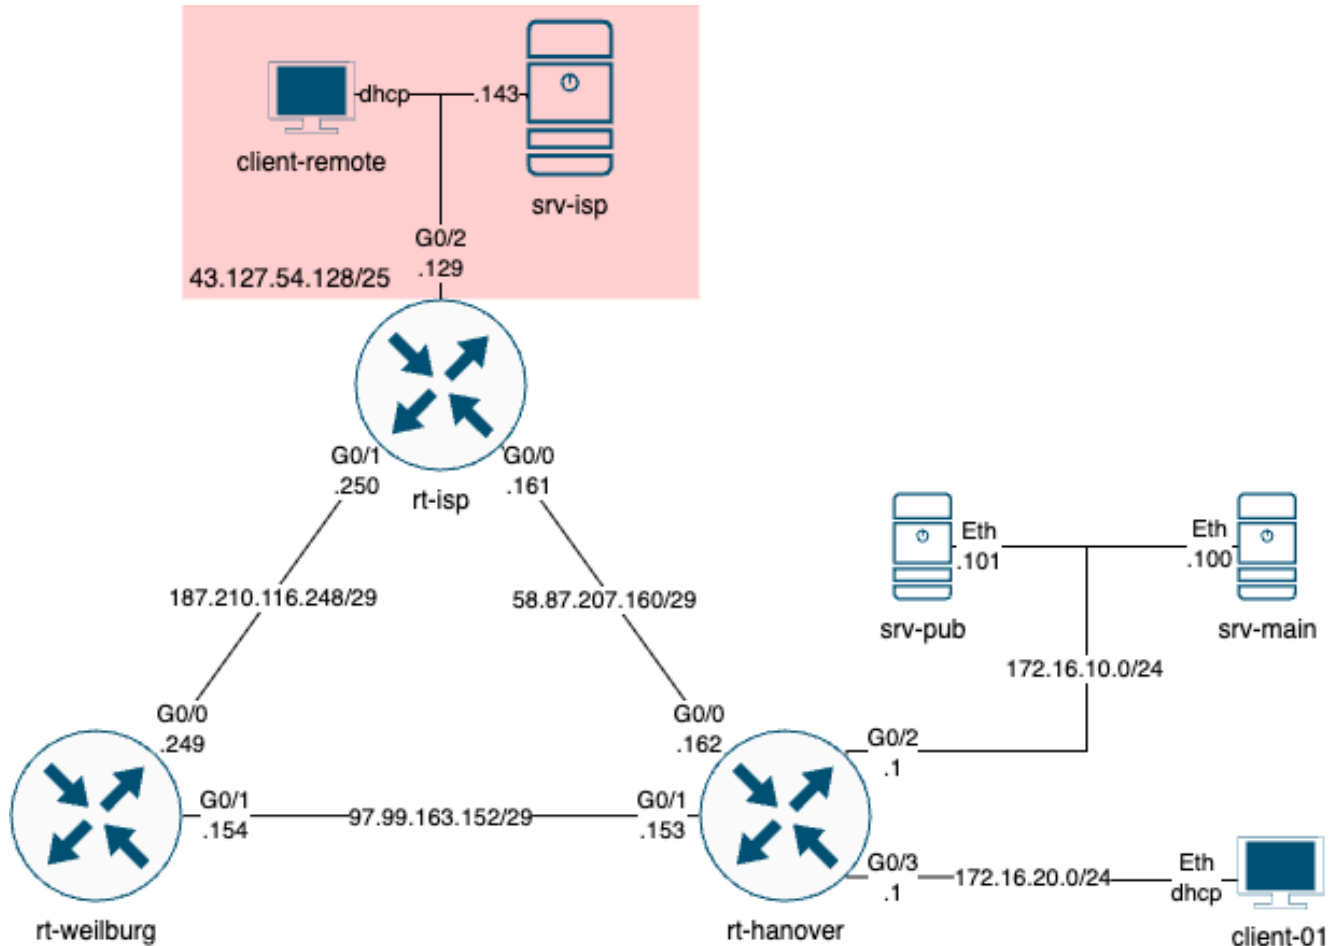 dhcp
.143
client-remote
srv-isp
G0/2
.129
43.127.54.128/25
G0/1
.250
G0/0
.161
rt-isp
Eth
.101
Eth
.100
187.210.116.248/29
58.87.207.160/29
srv-pub
srv-main
172.16.10.0/24
G0/0
.249
G0/0
.162
G0/2
.1
G0/1
.154
97.99.163.152/29
G0/1
.153
G0/3
.1
172.16.20.0/24
Eth
dhcp
rt-weilburg
rt-hanover
client-01